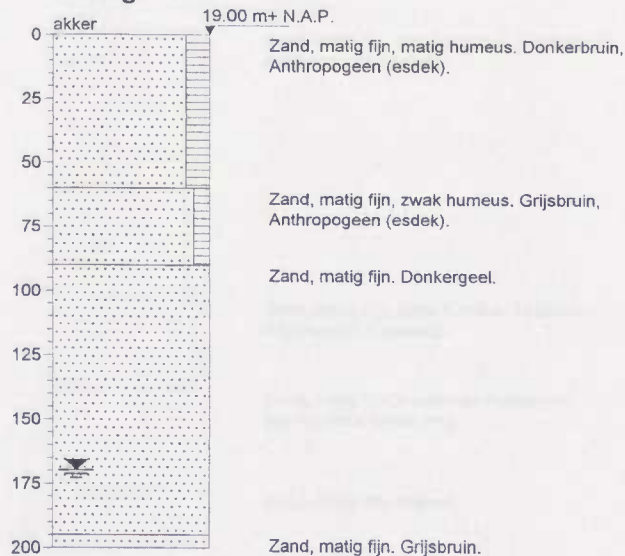 akker
19.00 m+ N.A.P.
0
Zand, matig fijn, matig humeus. Donkerbruin,
Anthropogeen (esdek).
25
50
Zand, matig fijn, zwak humeus. Grijsbruin,
Anthropogeen (esdek).
75
Zand, matig fijn. Donkergeel.
100
125
150
175
200
Zand, matig fijn. Grijsbruin.